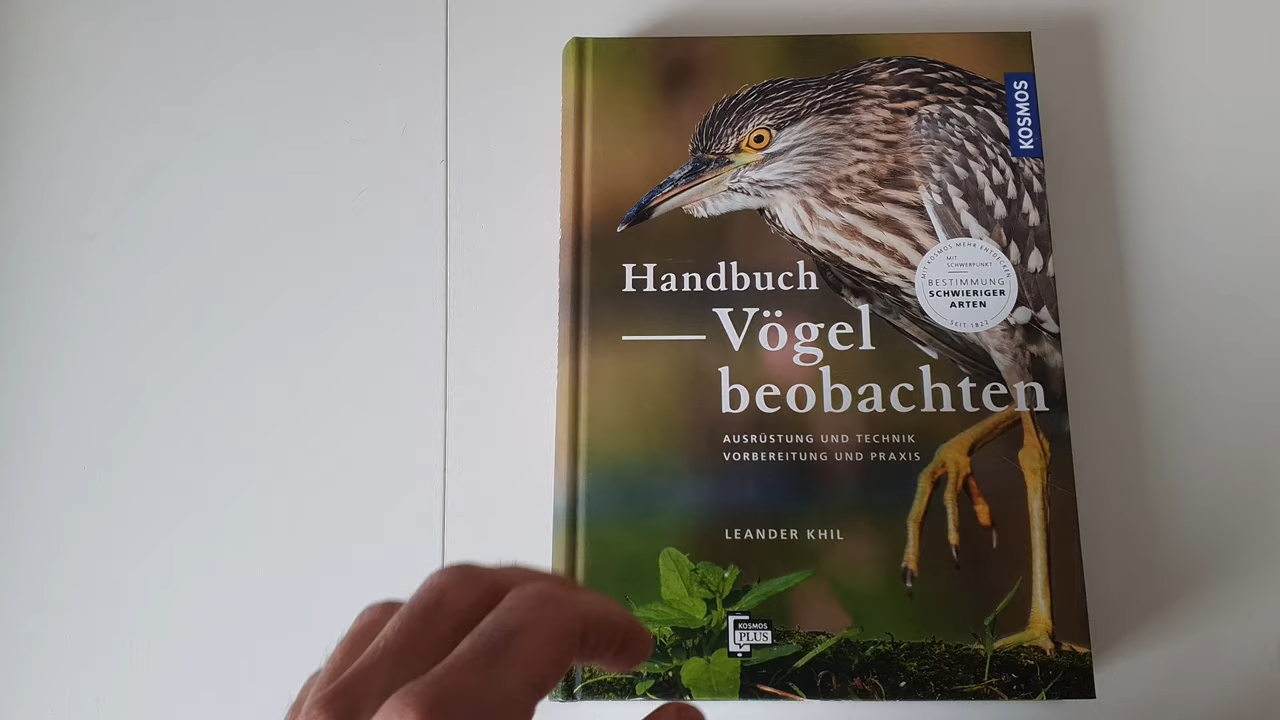 KOSMOS
MIT KOSMOS MEHR ENTDECKEN
MIT
SCHWERPUNKT
BESTIMMUNG
SCHWIERIGER
ARTEN
SEIT 1822
Handbuch
Vögel
beobachten
AUSRÜSTUNG UND TECHNIK
VORBEREITUNG UND PRAXIS
LEANDER KHIL
KOSMOS
PLUS